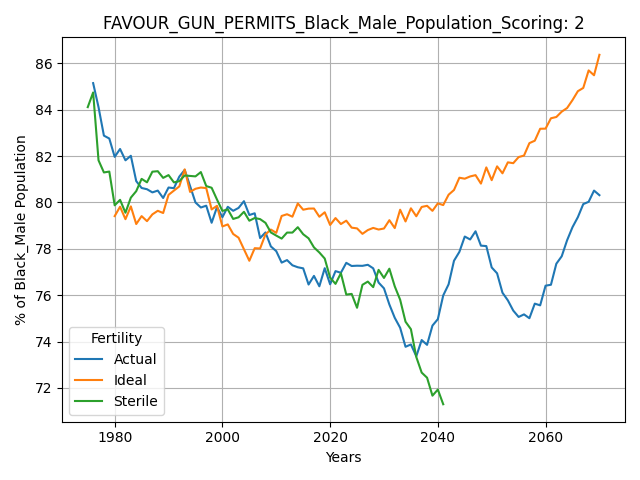 FAVOUR_GUN_PERMITS_Black_Male_Population_Scoring: 2
% of Black_Male Population
86
84
82
80
78
76
74
72
Fertility
Actual
Ideal
Sterile
1980
2000
2020
2040
2060
Years